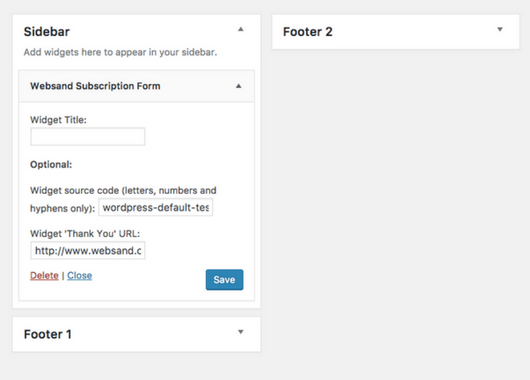 Sidebar
Add widgets here to appear in your sidebar.
Websand Subscription Form
Widget Title:
Optional:
Widget source code (letters, numbers and
hyphens only): wordpress-default-tes
Widget 'Thank You' URL:
http://www.websand.c
Delete | Close
Save
Footer 1
Footer 2